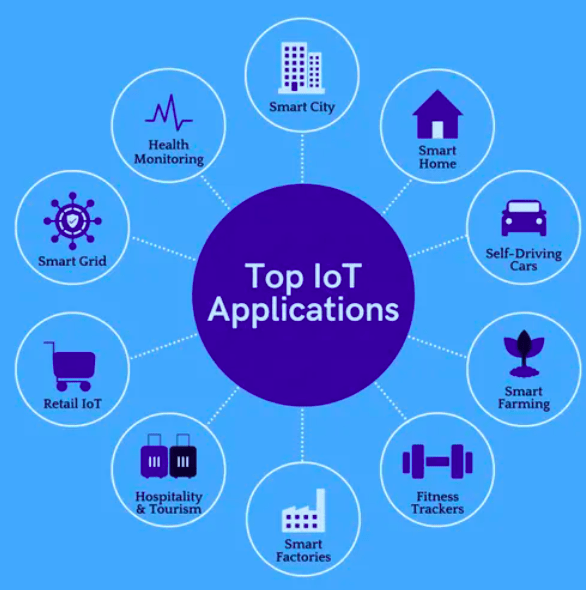 Top IoT
Applications
Smart City
Smart
Home
Self-Driving
Cars
Smart
Farming
Fitness
Trackers
Smart
Factories
Hospitality
& Tourism
Retail IoT
Smart Grid
Health
Monitoring